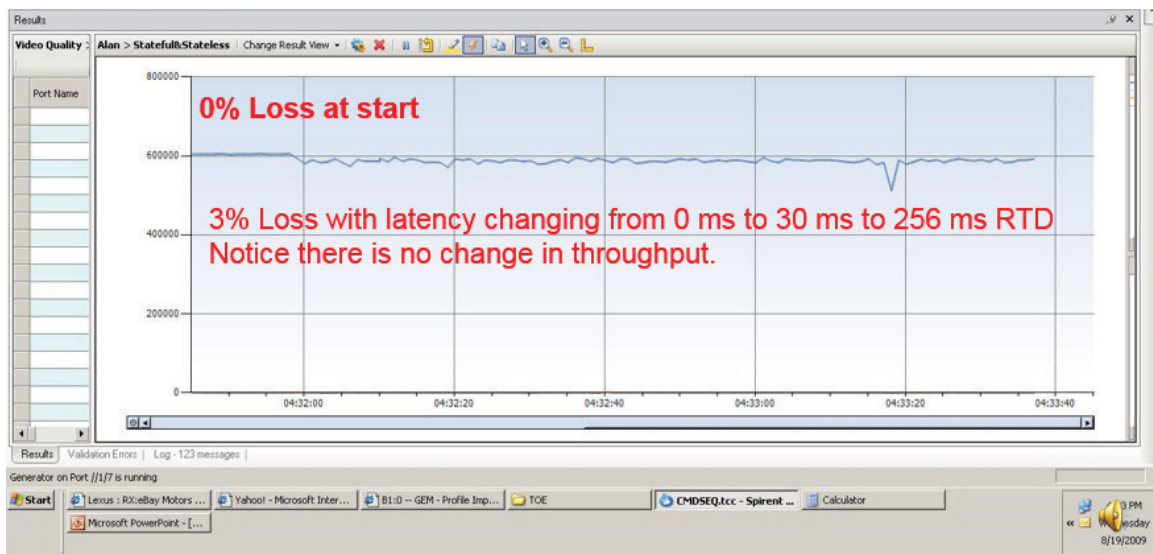 Results
Video Quality > Alan > Stateful&Stateless Change Result View
Port Name
800000
600000
400000
200000
0
0% Loss at start
3% Loss with latency changing from 0 ms to 30 ms to 256 ms RTD
Notice there is no change in throughput.
04:32:00 04:32:20 04:32:40 04:33:00 04:33:20 04:33:40
Results Validation Errors | Log - 123 messages |
Generator on Port //1/7 is running
Start Lexus : RX:eBay Motors ... Yahoo! - Microsoft Inter... B1:0 -- GEM - Profile Imp... TOE CMDSEQ.tcc - Spirent ... Calculator
Microsoft PowerPoint - [...
3 PM
esday
8/19/2009